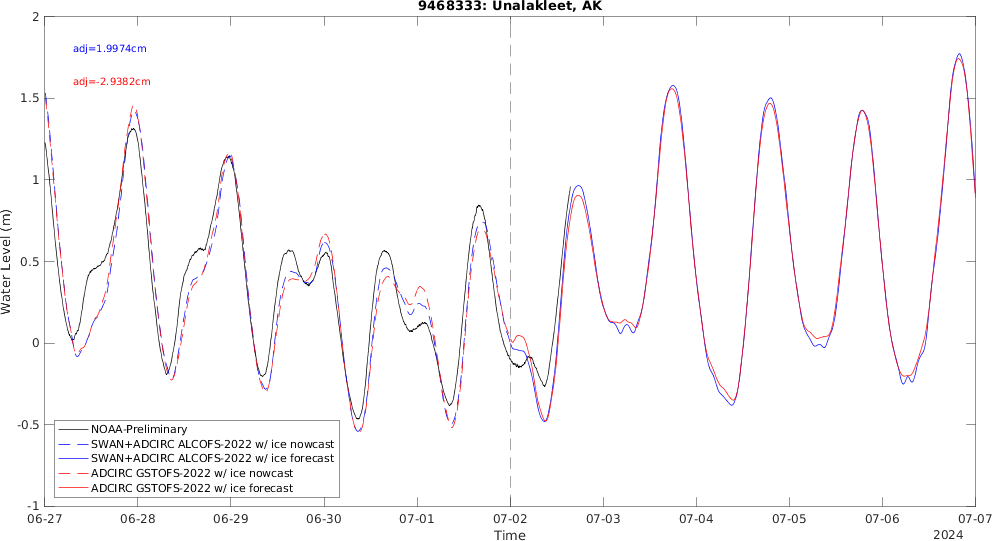 9468333: Unalakleet, AK
adj=1.9974cm
adj=-2.9382cm
Water Level (m)
2
1.5
1
0.5
0
-0.5
-1
NOAA-Preliminary
SWAN+ADCIRC ALCOFS-2022 w/ ice nowcast
SWAN+ADCIRC ALCOFS-2022 w/ ice forecast
ADCIRC GSTOFS-2022 w/ ice nowcast
ADCIRC GSTOFS-2022 w/ ice forecast
06-27 06-28 06-29 06-30 07-01 07-02 07-03 07-04 07-05 07-06 07-07
Time
2024